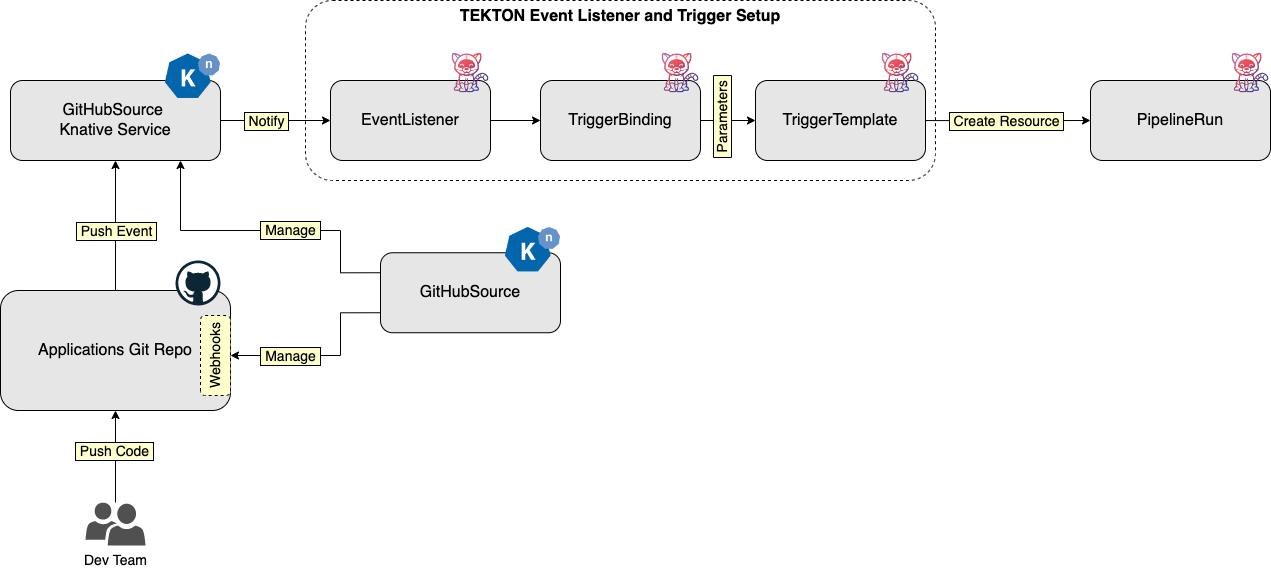 TEKTON Event Listener and Trigger Setup
K n
GitHubSource
Knative Service
Notify
EventListener
TriggerBinding
Parameters
TriggerTemplate
Create Resource
PipelineRun
Push Event
Manage
K n
GitHubSource
Applications Git Repo
Webhooks
Manage
Push Code
Dev Team